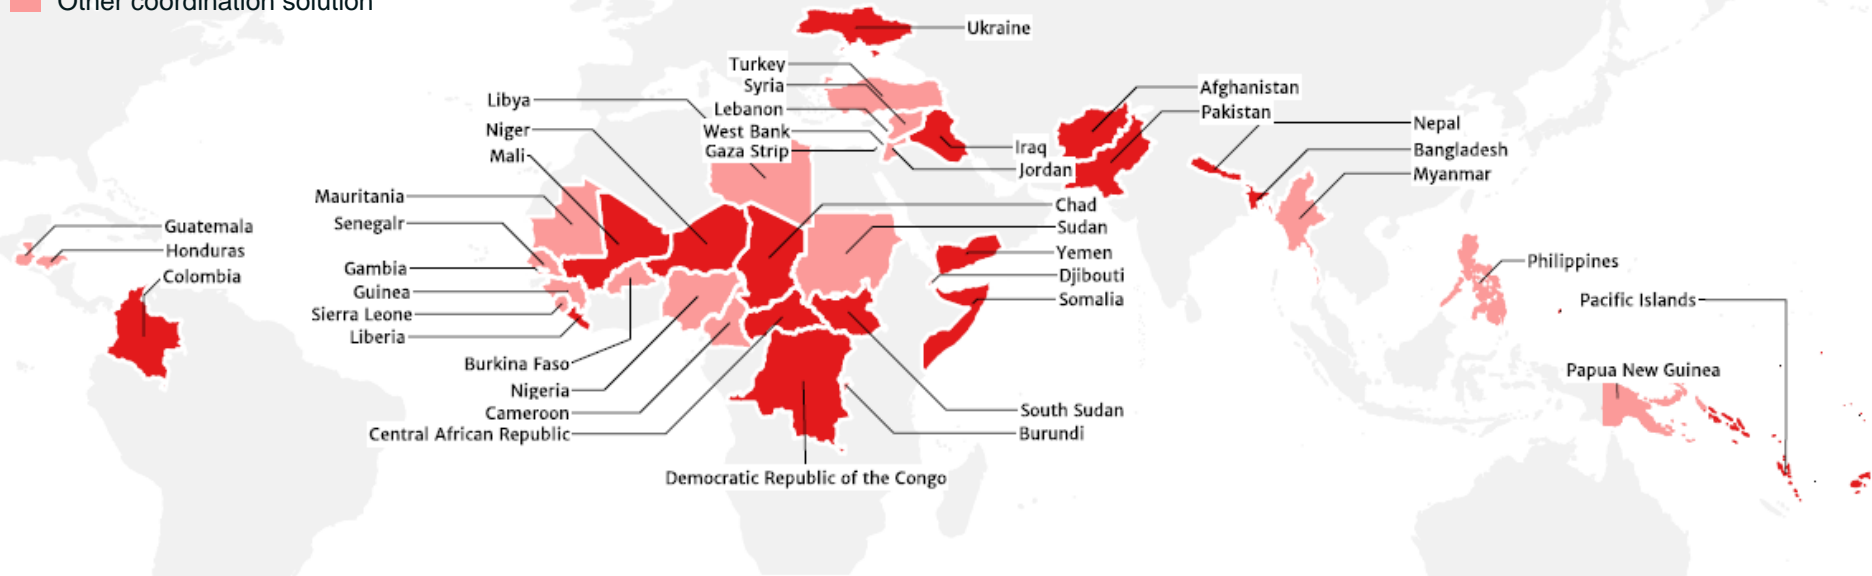 Other coordination solution
Ukraine
Turkey
Syria
Lebanon
West Bank
Gaza Strip
Libya
Niger
Mali
Mauritania
Senegalr
Gambia
Guinea
Sierra Leone
Liberia
Burkina Faso
Nigeria
Cameroon
Central African Republic
Democratic Republic of the Congo
Guatemala
Honduras
Colombia
Iraq
Jordan
Chad
Sudan
Yemen
Djibouti
Somalia
South Sudan
Burundi
Afghanistan
Pakistan
Nepal
Bangladesh
Myanmar
Philippines
Pacific Islands
Papua New Guinea